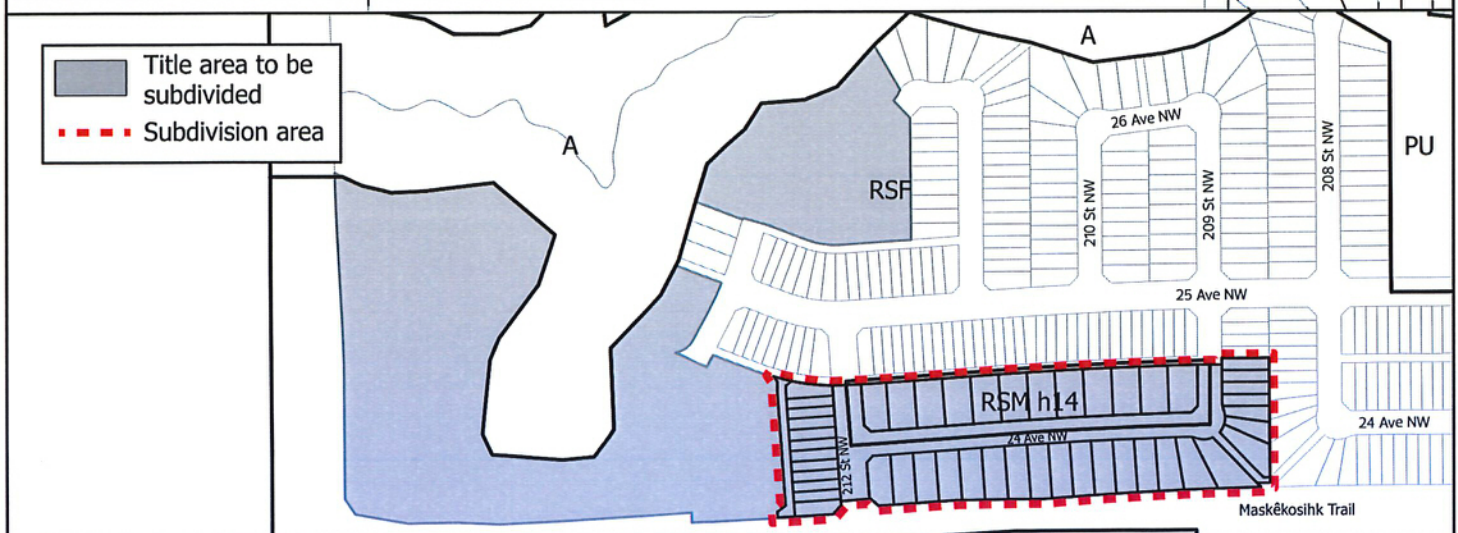 Title area to be
subdivided
Subdivision area
A
A
26 Ave NW
208 St NW
PU
RSF
210 St NW
209 St NW
25 Ave NW
RSM h14
24 Ave NW
24 Ave NW
212 St NW
Maskêkosihk Trail